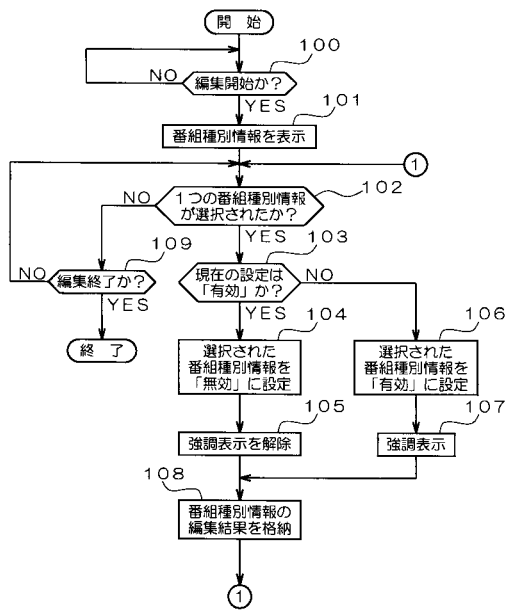 開 始
100
編集開始か?
NO
YES
101
番組種別情報を表示
①
102
1つの番組種別情報
が選択されたか?
NO
YES
109
編集終了か?
NO
YES
終 了
103
現在の設定は
「有効」か?
NO
YES
104
選択された
番組種別情報を
「無効」に設定
106
選択された
番組種別情報を
「有効」に設定
105
強調表示を解除
107
強調表示
108
番組種別情報の
編集結果を格納
①